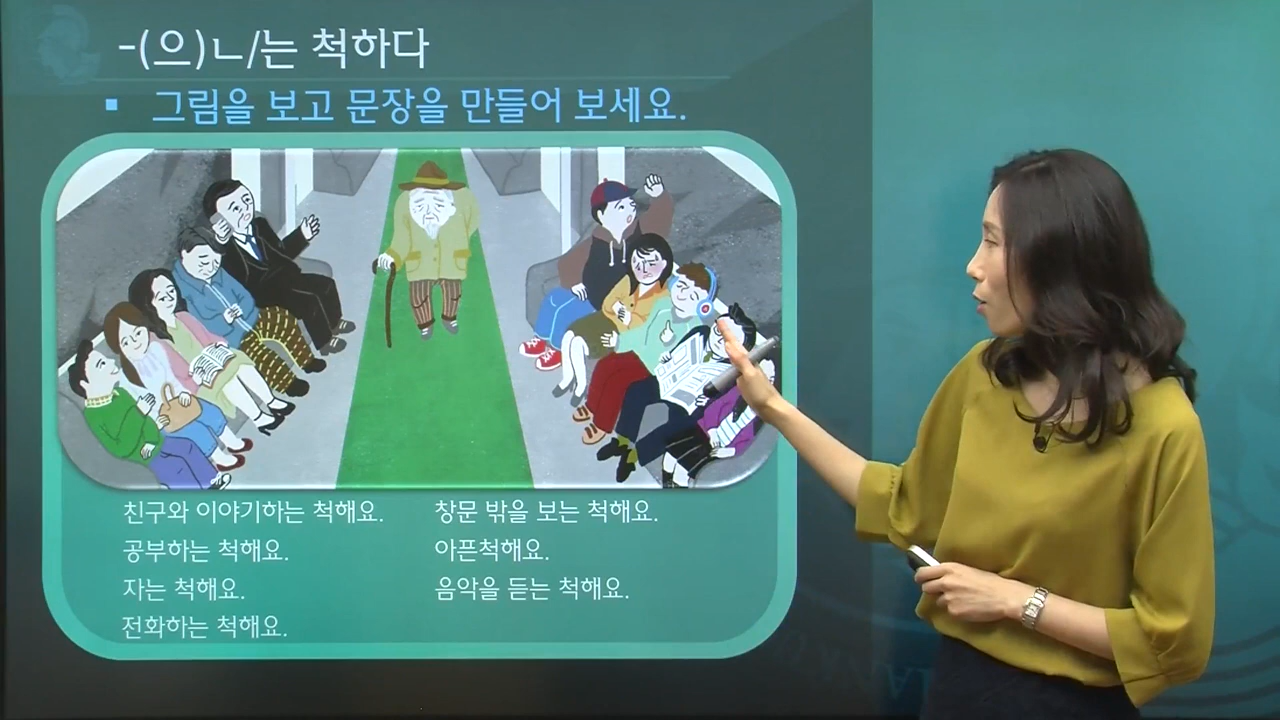 -(으)ㄴ/는 척하다
▪ 그림을 보고 문장을 만들어 보세요.
친구와 이야기하는 척해요.
공부하는 척해요.
자는 척해요.
전화하는 척해요.
창문 밖을 보는 척해요.
아픈척해요.
음악을 듣는 척해요.